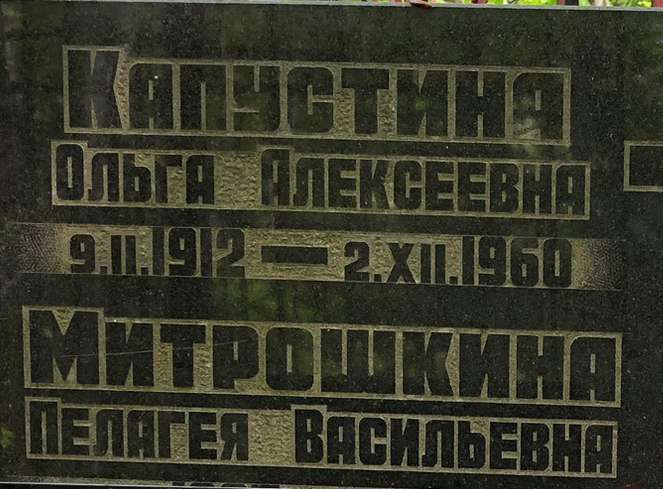 Капустина
Ольга Алексеевна
9.II.1912 — 2.XII.1960
Митрошкина
Пелагея Васильевна